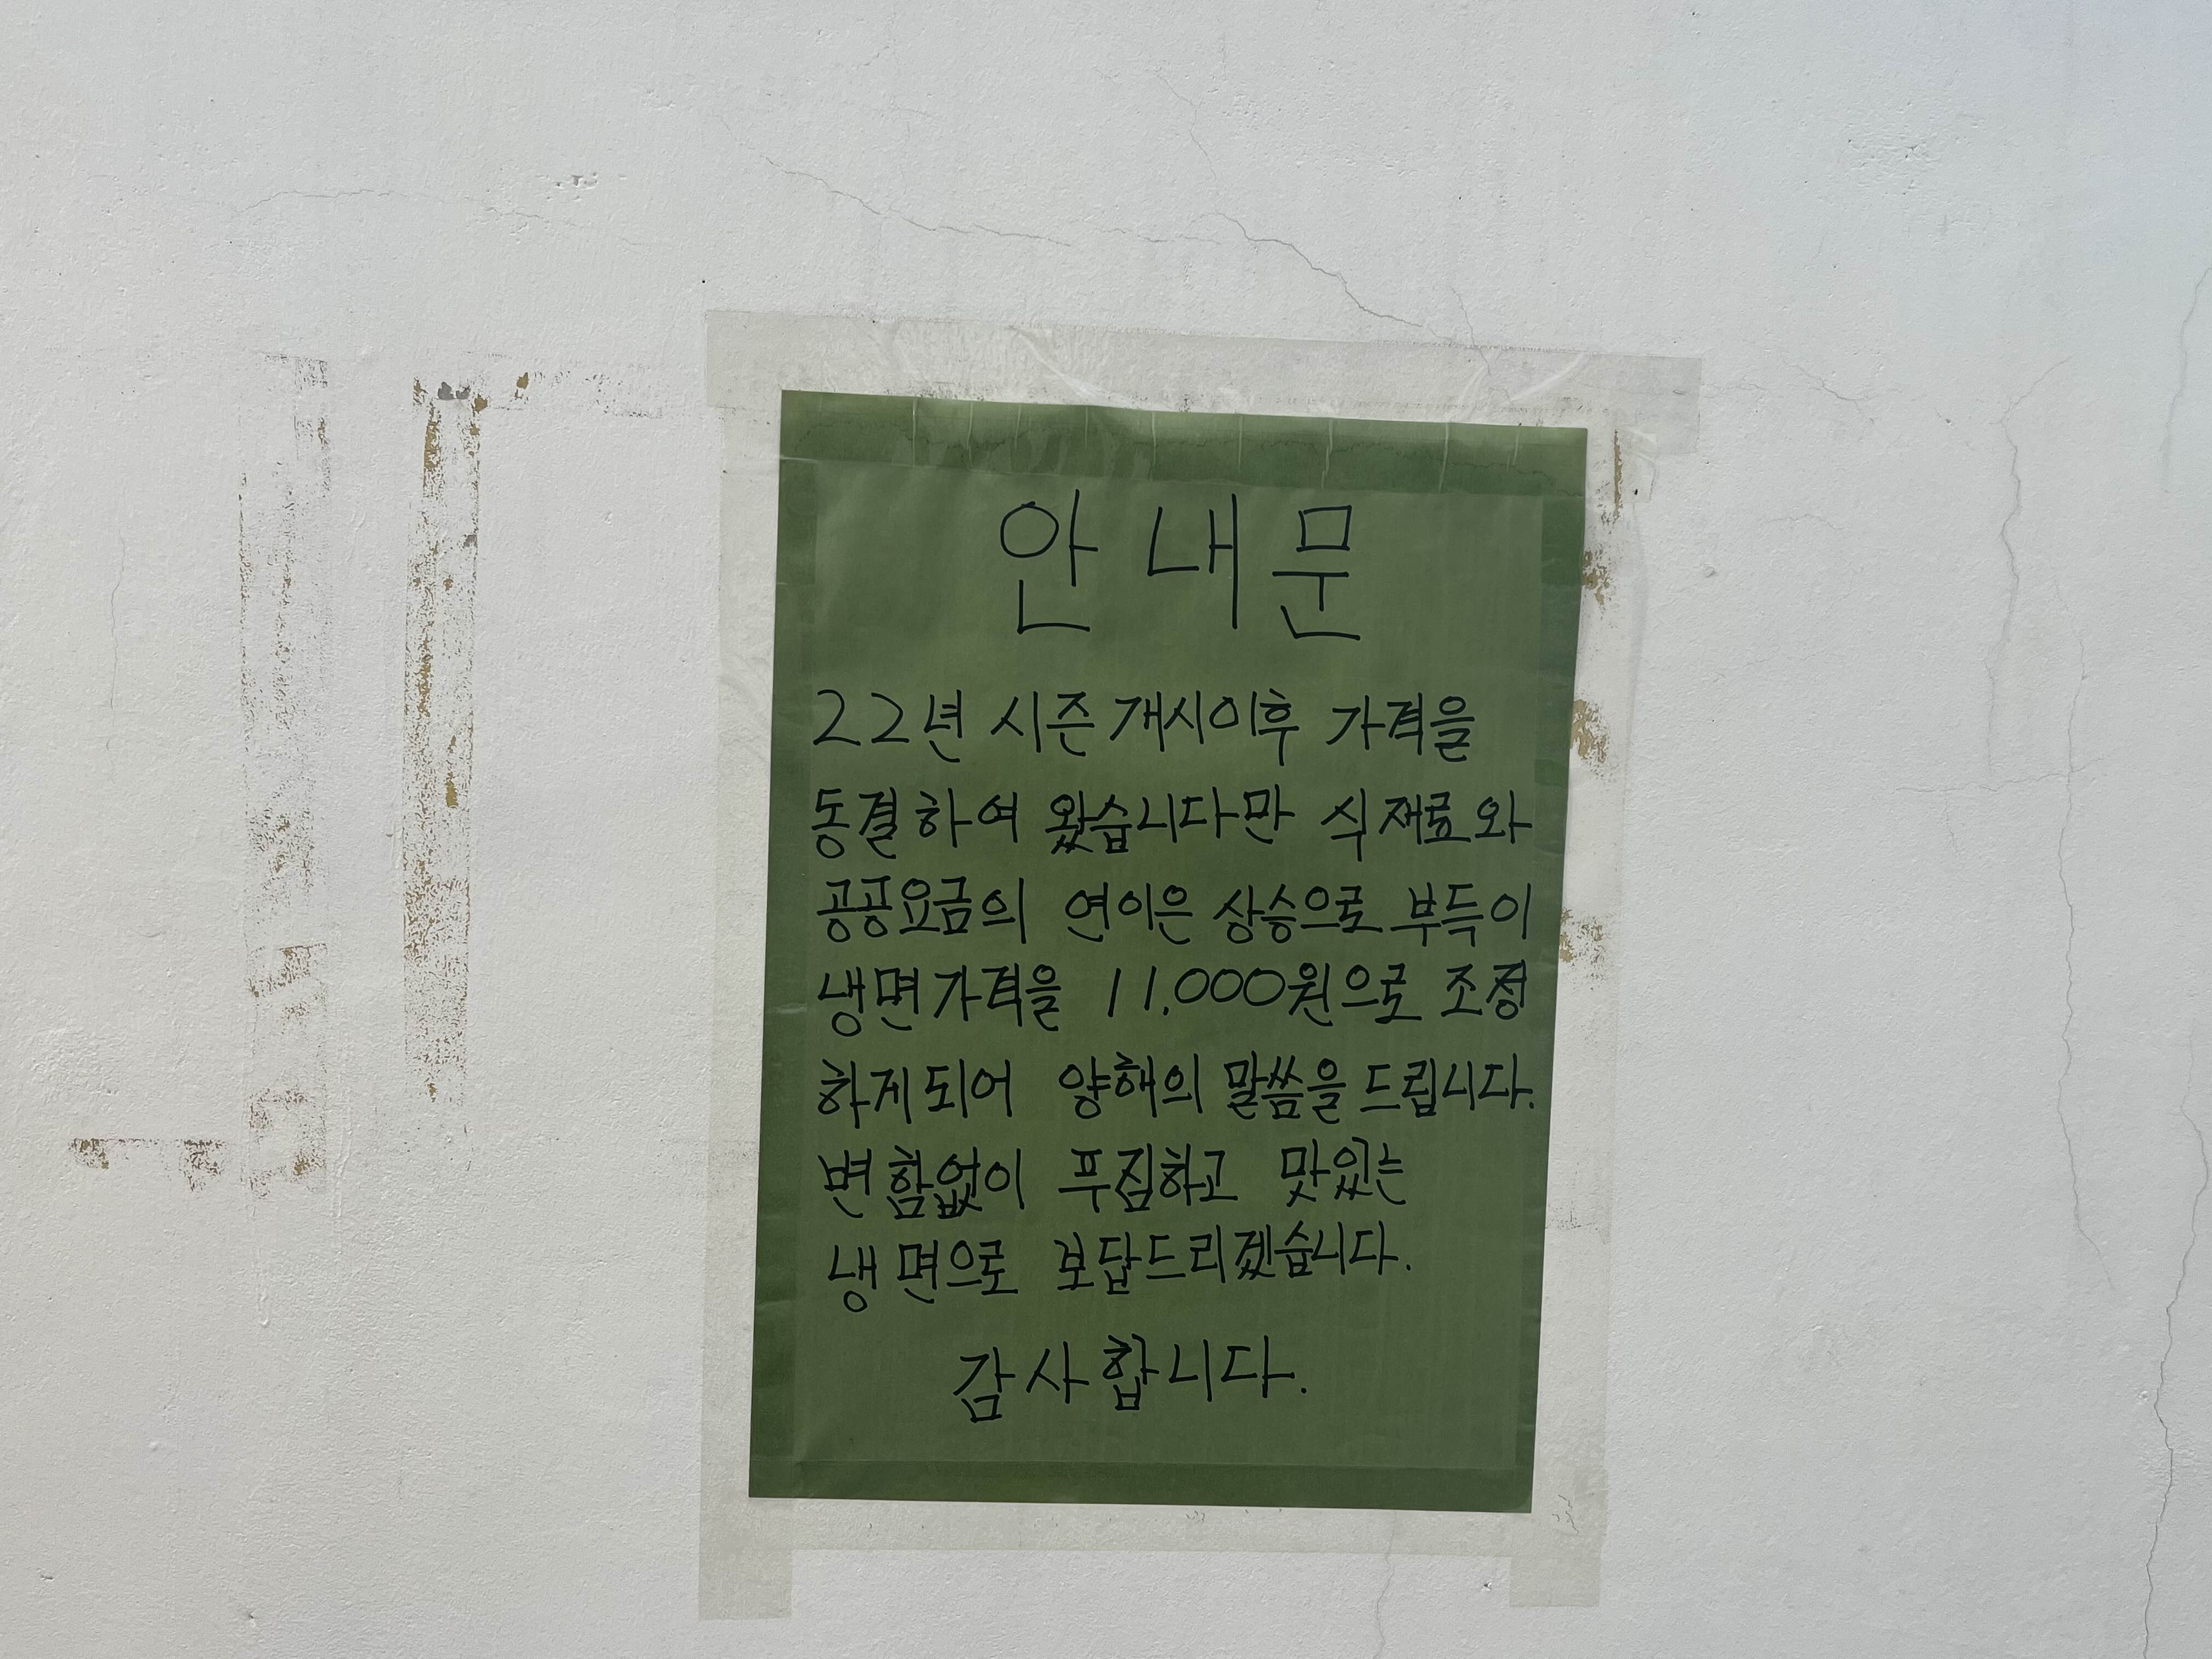 안내문
22년 시즌 개시이후 가격을
동결하여 왔습니다만 식재료와
공공요금의 연이은 상승으로 부득이
냉면가격을 11,000원으로 조정
하게되어 양해의 말씀을 드립니다.
변함없이 푸짐하고 맛있는
냉면으로 보답드리겠습니다.
감사합니다.